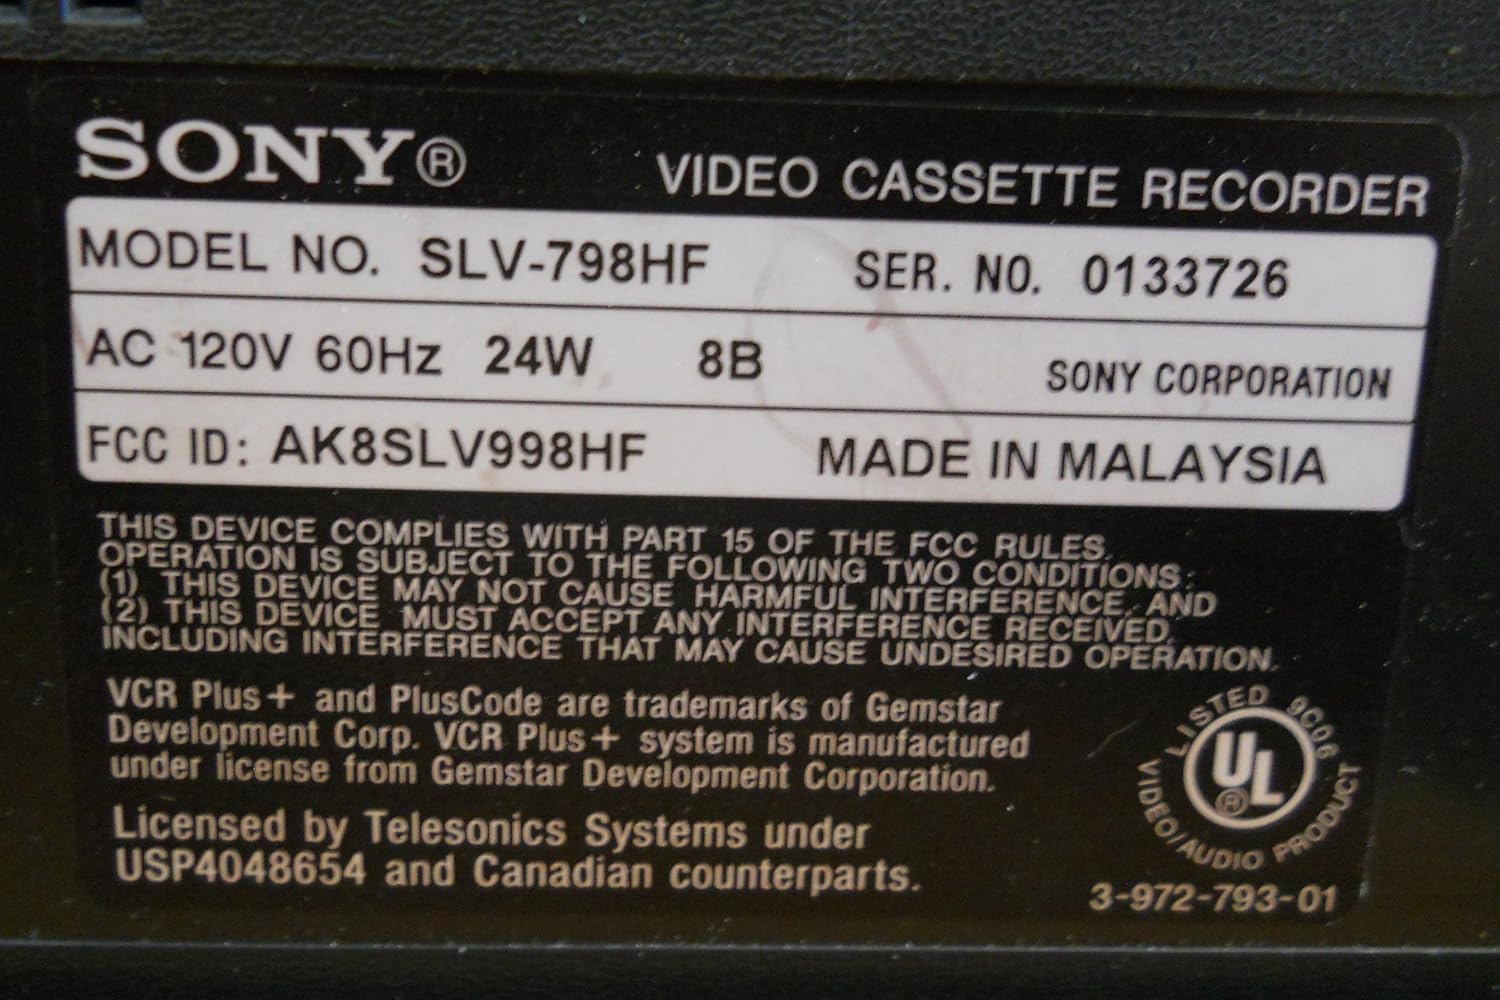 SONY®
VIDEO CASSETTE RECORDER
MODEL NO. SLV-798HF SER. NO. 0133726
AC 120V 60Hz 24W 8B SONY CORPORATION
FCC ID: AK8SLV998HF MADE IN MALAYSIA
THIS DEVICE COMPLIES WITH PART 15 OF THE FCC RULES.
OPERATION IS SUBJECT TO THE FOLLOWING TWO CONDITIONS:
(1) THIS DEVICE MAY NOT CAUSE HARMFUL INTERFERENCE, AND
(2) THIS DEVICE MUST ACCEPT ANY INTERFERENCE RECEIVED,
INCLUDING INTERFERENCE THAT MAY CAUSE UNDESIRED OPERATION.
VCR Plus+ and PlusCode are trademarks of Gemstar
Development Corp. VCR Plus+ system is manufactured
under license from Gemstar Development Corporation.
Licensed by Telesonics Systems under
USP4048654 and Canadian counterparts.
LISTED 9C06
UL®
VIDEO/AUDIO PRODUCT
3-972-793-01